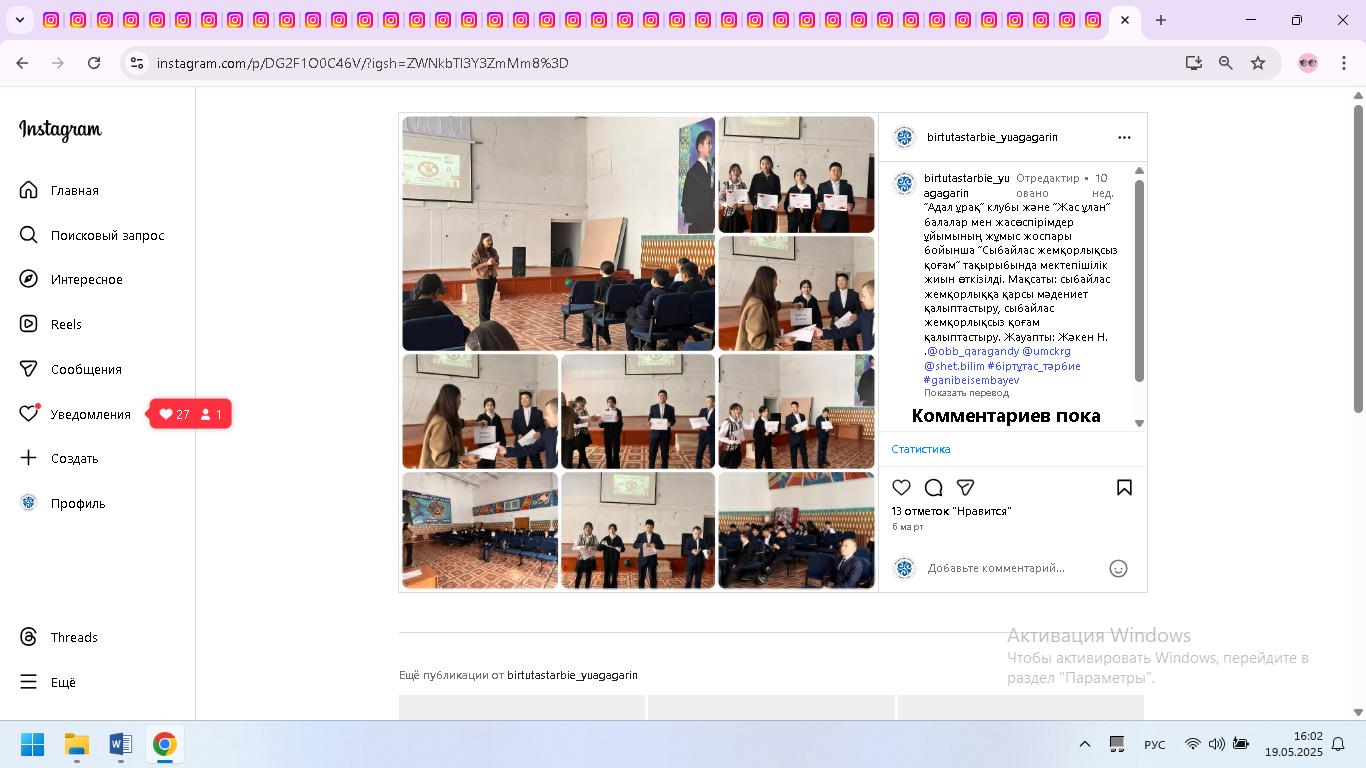 instagram.com/p/DG2F1O0C46V/?igsh=ZWNkbTl3Y3ZmMm8%3D
Instagram
Главная
Поисковый запрос
Интересное
Reels
Сообщения
Уведомления
27 1
Создать
Профиль
Threads
Ещё
birtutastarbie_yuagagarin
birtutastarbie_yu
agagarin
Отредактир
овано
• 10
нед.
"Адал ұрақ" клубы және "Жас ұлан"
балалар мен жасөспірімдер
ұйымының жұмыс жоспары
бойынша "Сыбайлас жемқорлықсыз
қоғам" тақырыбында мектепішілік
жиын өткізілді. Мақсаты: сыбайлас
жемқорлыққа қарсы мәдениет
қалыптастыру, сыбайлас
жемқорлықсыз қоғам
қалыптастыру. Жауапты: Жәкен Н.
.@obb_qaragandy @umckrg
@shet.bilim #біртұтас_тәрбие
#ganibeisembayev
Показать перевод
Комментариев пока
Статистика
13 отметок "Нравится"
6 март
Добавьте комментарий...
Ещё публикации от birtutastarbie_yuagagarin
Активация Windows
Чтобы активировать Windows, перейдите в
раздел "Параметры".
РУС
16:02
19.05.2025